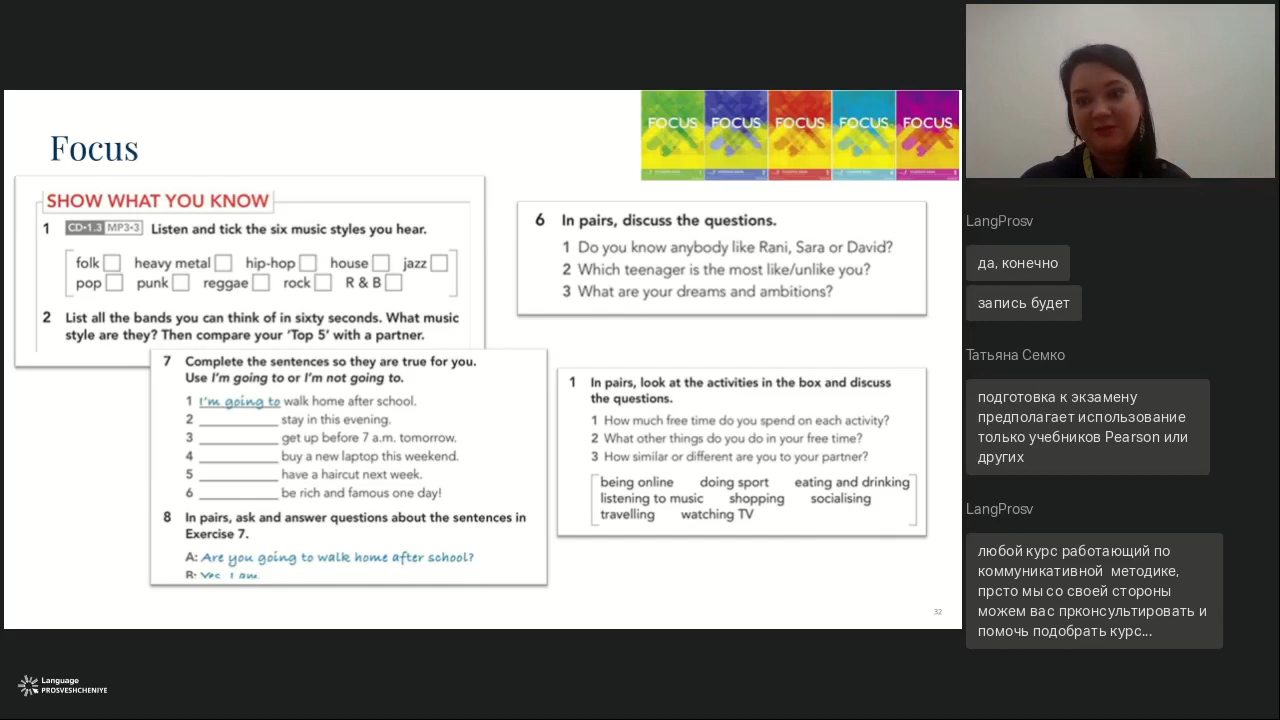 Focus
FOCUS FOCUS FOCUS FOCUS FOCUS
SHOW WHAT YOU KNOW
1 CD•1.3 MP3•3 Listen and tick the six music styles you hear.
folk heavy metal hip-hop house jazz
pop punk reggae rock R & B
2 List all the bands you can think of in sixty seconds. What music
style are they? Then compare your ‘Top 5’ with a partner.
6 In pairs, discuss the questions.
1 Do you know anybody like Rani, Sara or David?
2 Which teenager is the most like/unlike you?
3 What are your dreams and ambitions?
7 Complete the sentences so they are true for you.
Use I’m going to or I’m not going to.
1 I’m going to walk home after school.
2 ____________ stay in this evening.
3 ____________ get up before 7 a.m. tomorrow.
4 ____________ buy a new laptop this weekend.
5 ____________ have a haircut next week.
6 ____________ be rich and famous one day!
8 In pairs, ask and answer questions about the sentences in
Exercise 7.
A: Are you going to walk home after school?
B: Yes, I am.
1 In pairs, look at the activities in the box and discuss
the questions.
1 How much free time do you spend on each activity?
2 What other things do you do in your free time?
3 How similar or different are you to your partner?
being online doing sport eating and drinking
listening to music shopping socialising
travelling watching TV
32
Language
PROSVESHCHENIYE
LangProsv
да, конечно
запись будет
Татьяна Семко
подготовка к экзамену
предполагает использование
только учебников Pearson или
других
LangProsv
любой курс работающий по
коммуникативной методике,
прсто мы со своей стороны
можем вас прконсультировать и
помочь подобрать курс...